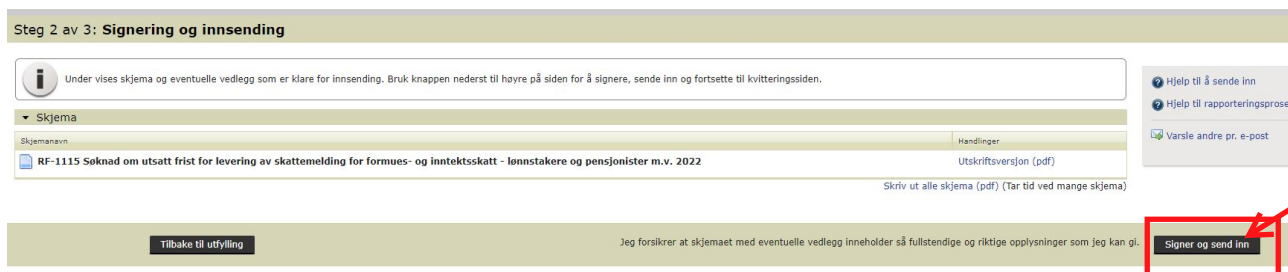 Steg 2 av 3: Signering og innsending
Under vises skjema og eventuelle vedlegg som er klare for innsending. Bruk knappen nederst til høyre på siden for å signere, sende inn og fortsette til kvitteringssiden.
Hjelp til å sende inn
Hjelp til rapporteringsprose
Varsle andre pr. e-post
Skjema
Skjemanavn Handlinger
RF-1115 Søknad om utsatt frist for levering av skattemelding for formues- og inntektsskatt - lønnstakere og pensjonister m.v. 2022 Utskriftsversjon (pdf)
Skriv ut alle skjema (pdf) (Tar tid ved mange skjema)
Tilbake til utfylling Jeg forsikrer at skjemaet med eventuelle vedlegg inneholder så fullstendige og riktige opplysninger som jeg kan gi. Signer og send inn